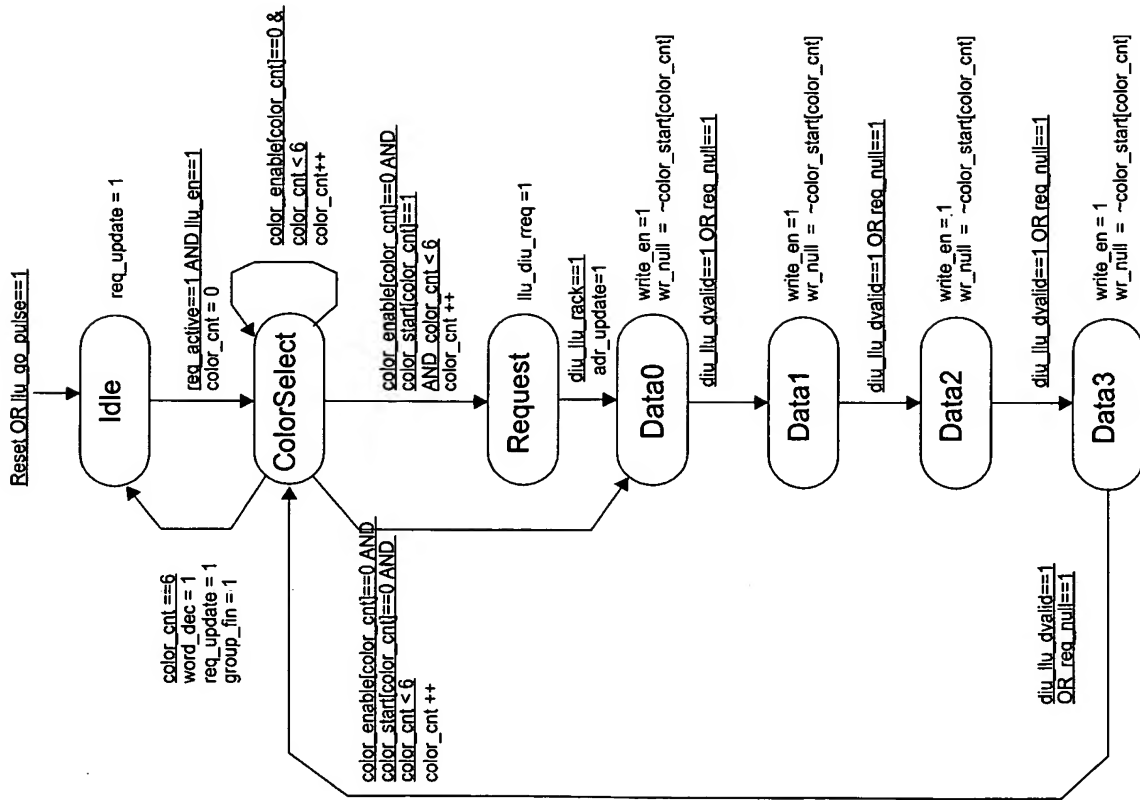 Reset OR llu_go_pulse==1
Idle
req_update = 1
req_active==1 AND llu_en==1
color_cnt = 0
color_cnt ==6
word_dec = 1
req_update = 1
group_fin = 1
ColorSelect
color_enable[color_cnt]==0 &
color_cnt < 6
color_cnt++
color_enable[color_cnt]==0 AND
color_start[color_cnt]==1
AND color_cnt < 6
color_cnt ++
color_enable[color_cnt]==0 AND
color_start[color_cnt]==0 AND
color_cnt < 6
color_cnt ++
Request
llu_diu_rreq =1
diu_llu_rack==1
adr_update=1
Data0
write_en =1
wr_null = ~color_start[color_cnt]
diu_llu_dvalid==1 OR req_null==1
Data1
write_en =1
wr_null = ~color_start[color_cnt]
diu_llu_dvalid==1 OR req_null==1
Data2
write_en =1
wr_null = ~color_start[color_cnt]
diu_llu_dvalid==1 OR req_null==1
Data3
write_en =1
wr_null = ~color_start[color_cnt]
diu_llu_dvalid==1
OR req_null==1